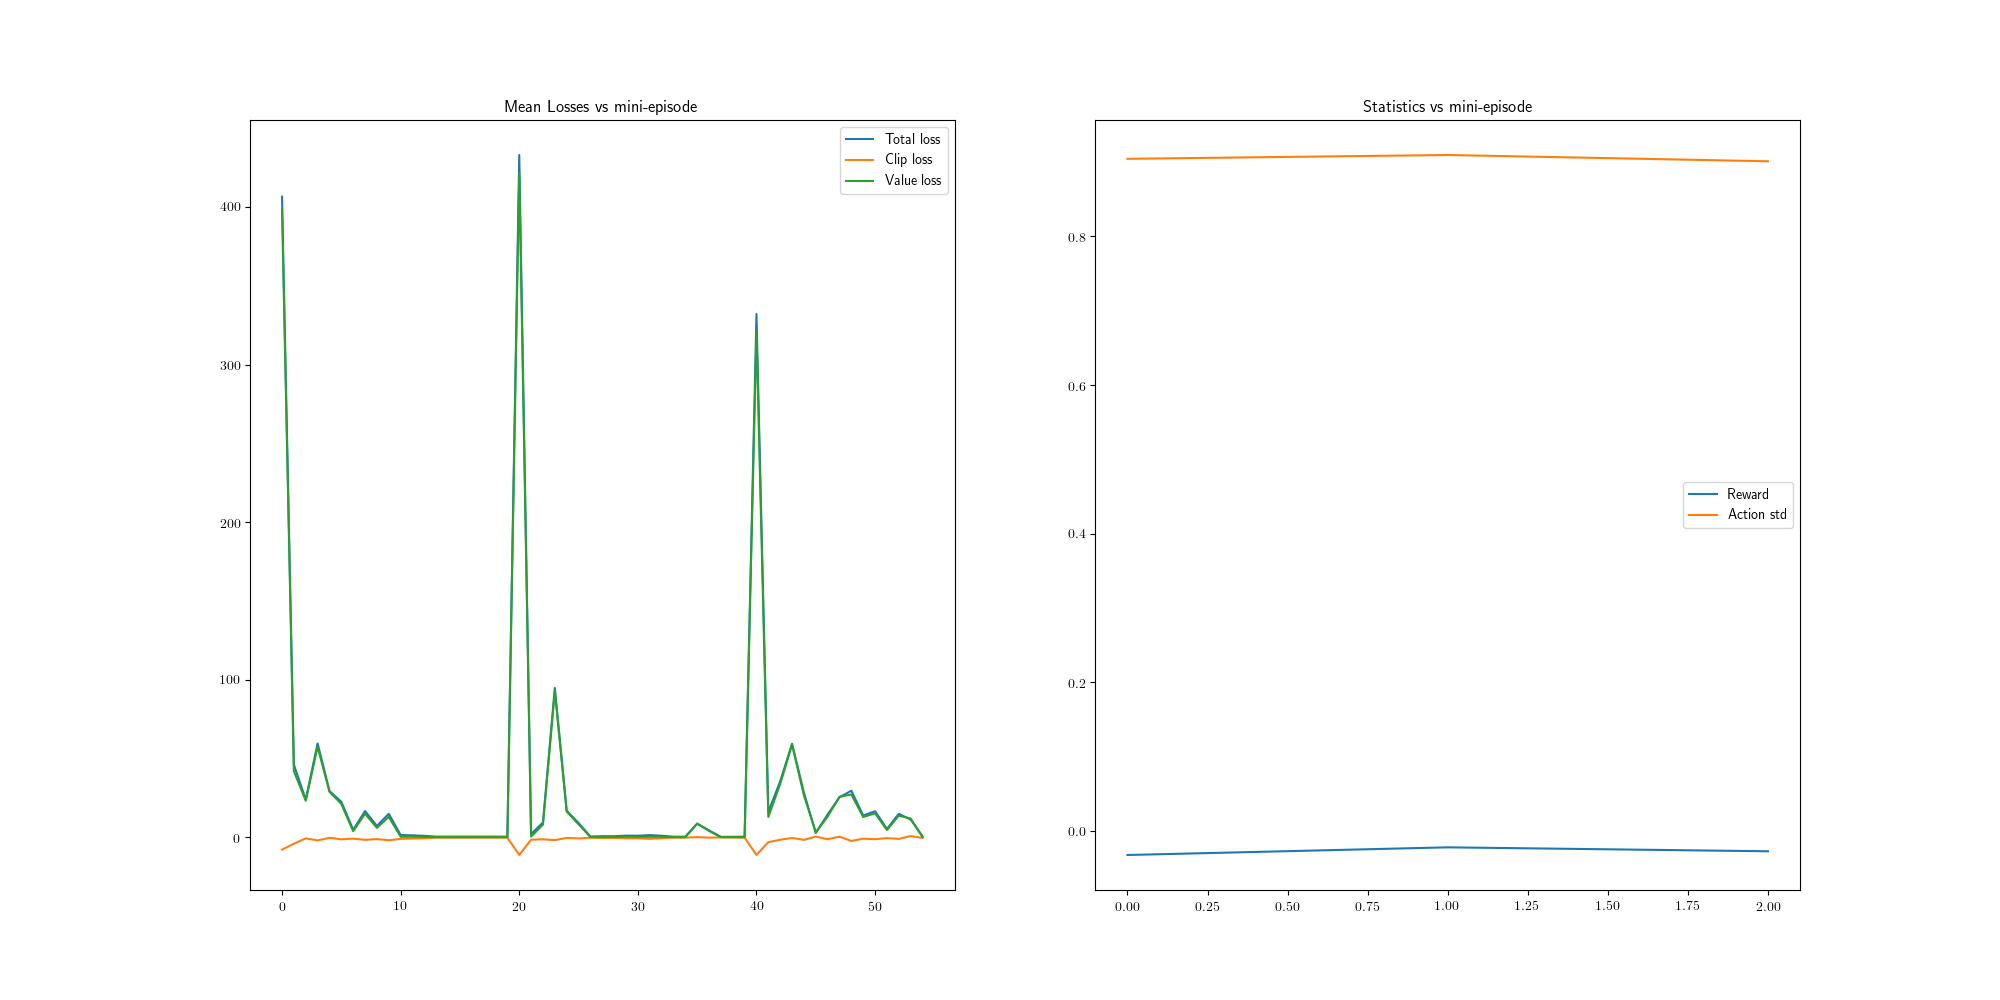 Mean Losses vs mini-episode
Total loss
Clip loss
Value loss
400
300
200
100
0
0 10 20 30 40 50
Statistics vs mini-episode
0.8
0.6
0.4
0.2
0.0
Reward
Action std
0.00 0.25 0.50 0.75 1.00 1.25 1.50 1.75 2.00